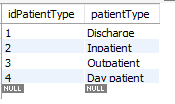 idPatientType patientType
1 Discharge
2 Inpatient
3 Outpatient
4 Day patient
NULL NULL